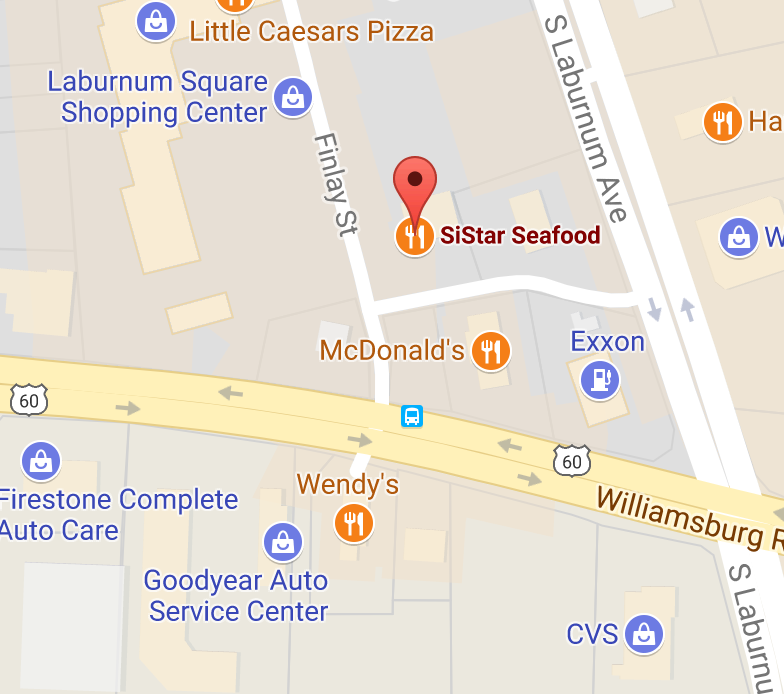 Little Caesars Pizza
S Laburnum Ave
Laburnum Square
Shopping Center
Finlay St
Ha
SiStar Seafood
W
McDonald's
Exxon
60
60
Firestone Complete
Auto Care
Wendy's
Williamsburg R
Goodyear Auto
Service Center
CVS
S Laburnu